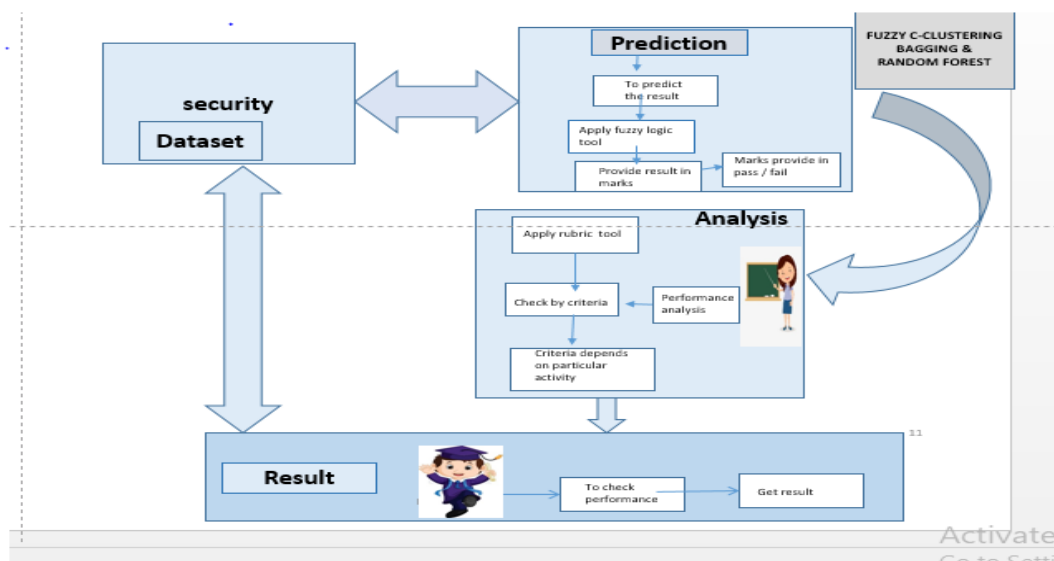 FUZZY C-CLUSTERING
BAGGING &
RANDOM FOREST
Prediction
To predict
the result
Apply fuzzy logic
tool
Provide result in
marks
Marks provide in
pass / fail
security
Dataset
Analysis
Apply rubric tool
Check by criteria
Performance
analysis
Criteria depends
on particular
activity
11
Result
To check
performance
Get result
Activate